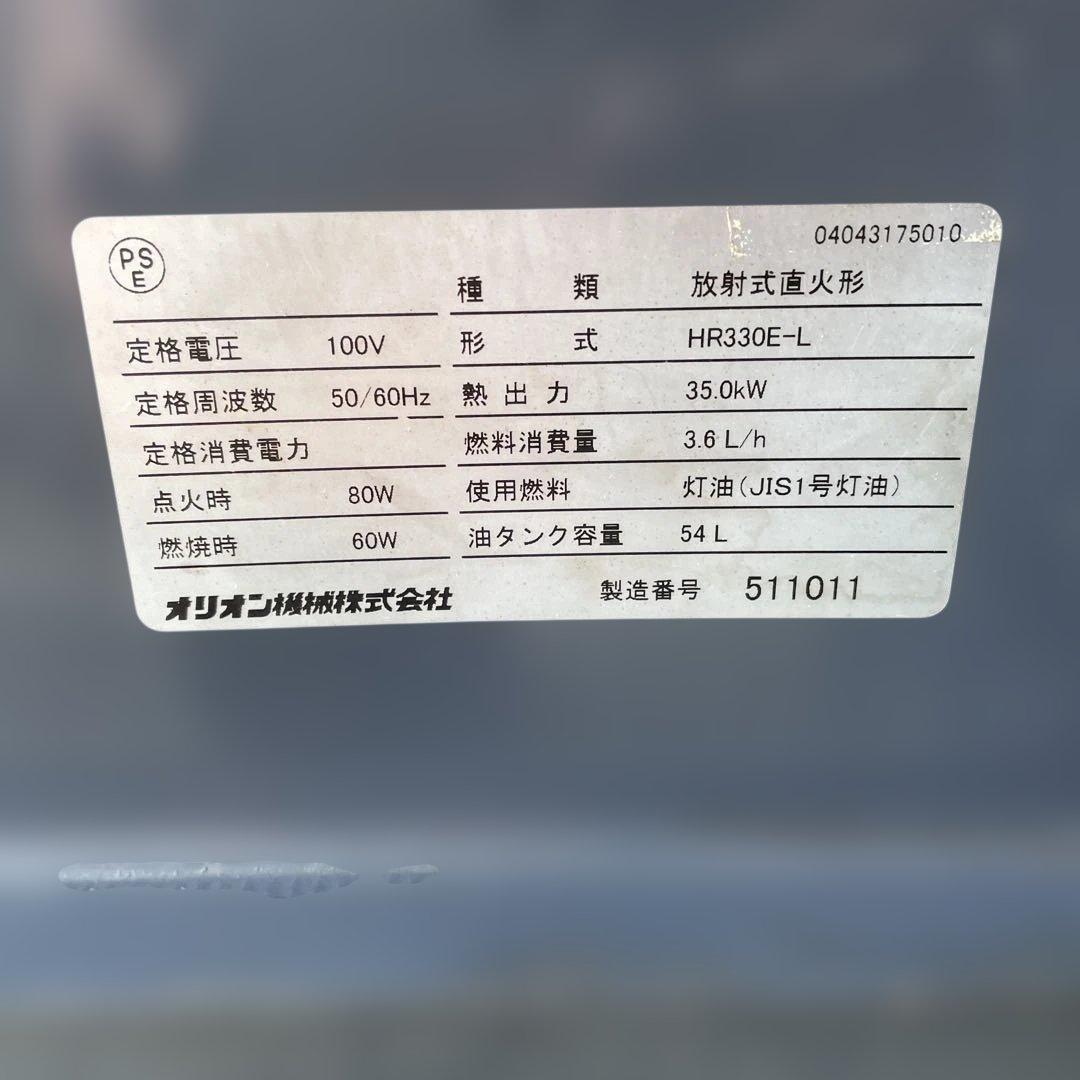 04043175010
PS
E
種類 放射式直火形
定格電圧 100V
形式 HR330E-L
定格周波数 50/60Hz
熱出力 35.0kW
定格消費電力
燃料消費量 3.6 L/h
点火時 80W
使用燃料 灯油(JIS1号灯油)
燃焼時 60W
油タンク容量 54 L
オリオン機械株式会社
製造番号 511011